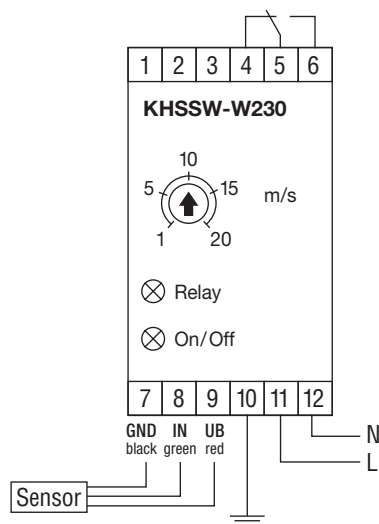 1 2 3 4 5 6
KHSSW-W230
10
5 15 m/s
1 20
Relay
On/Off
7 8 9 10 11 12
GND IN UB N
black green red
L
Sensor